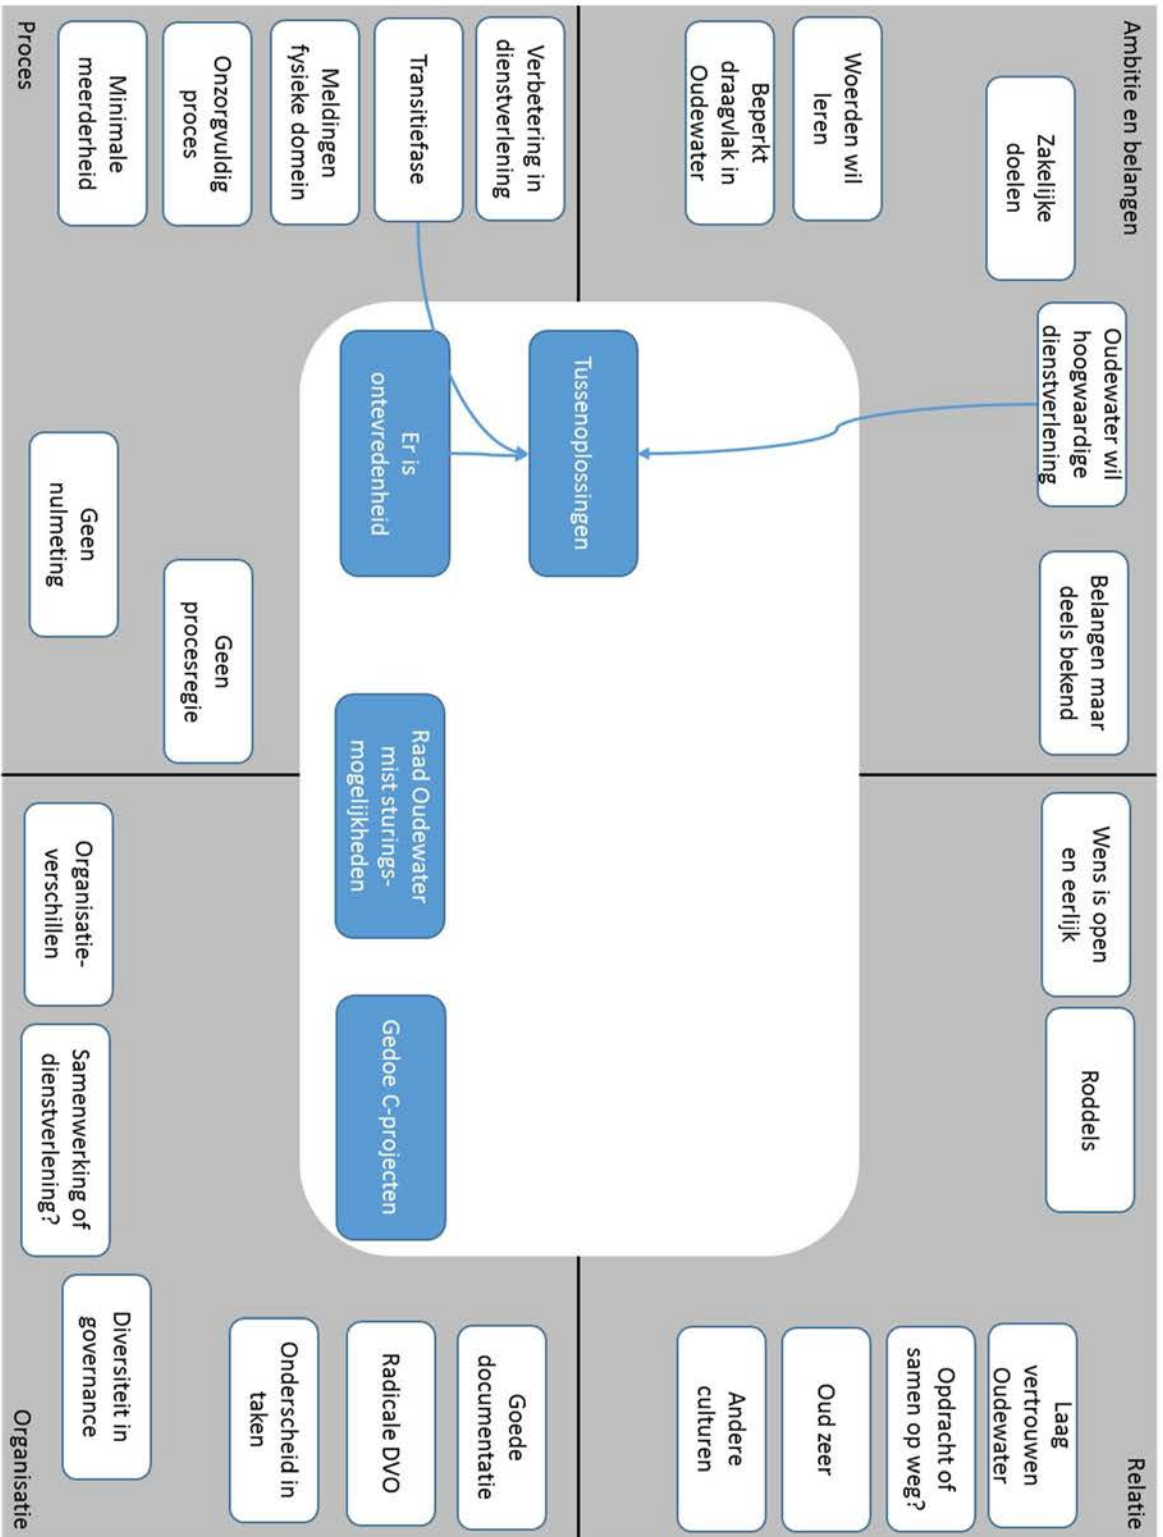 Ambitie en belangen
Zakelijke
doelen
Oudewater wil
hoogwaardige
dienstverlening
Belangen maar
deels bekend
Woerden wil
leren
Beperkt
draagvlak in
Oudewater
Relatie
Wens is open
en eerlijk
Roddels
Laag
vertrouwen
Oudewater
Opdracht of
samen op weg?
Oud zeer
Andere
culturen
Tussenoplossingen
Er is
ontevredenheid
Raad Oudewater
mist sturings-
mogelijkheden
Gedoe C-projecten
Verbetering in
dienstverlening
Transitiefase
Meldingen
fysieke domein
Onzorgvuldig
proces
Minimale
meerderheid
Geen
nulmeting
Geen
procesregie
Proces
Goede
documentatie
Radicale DVO
Onderscheid in
taken
Diversiteit in
governance
Organisatie-
verschillen
Samenwerking of
dienstverlening?
Organisatie